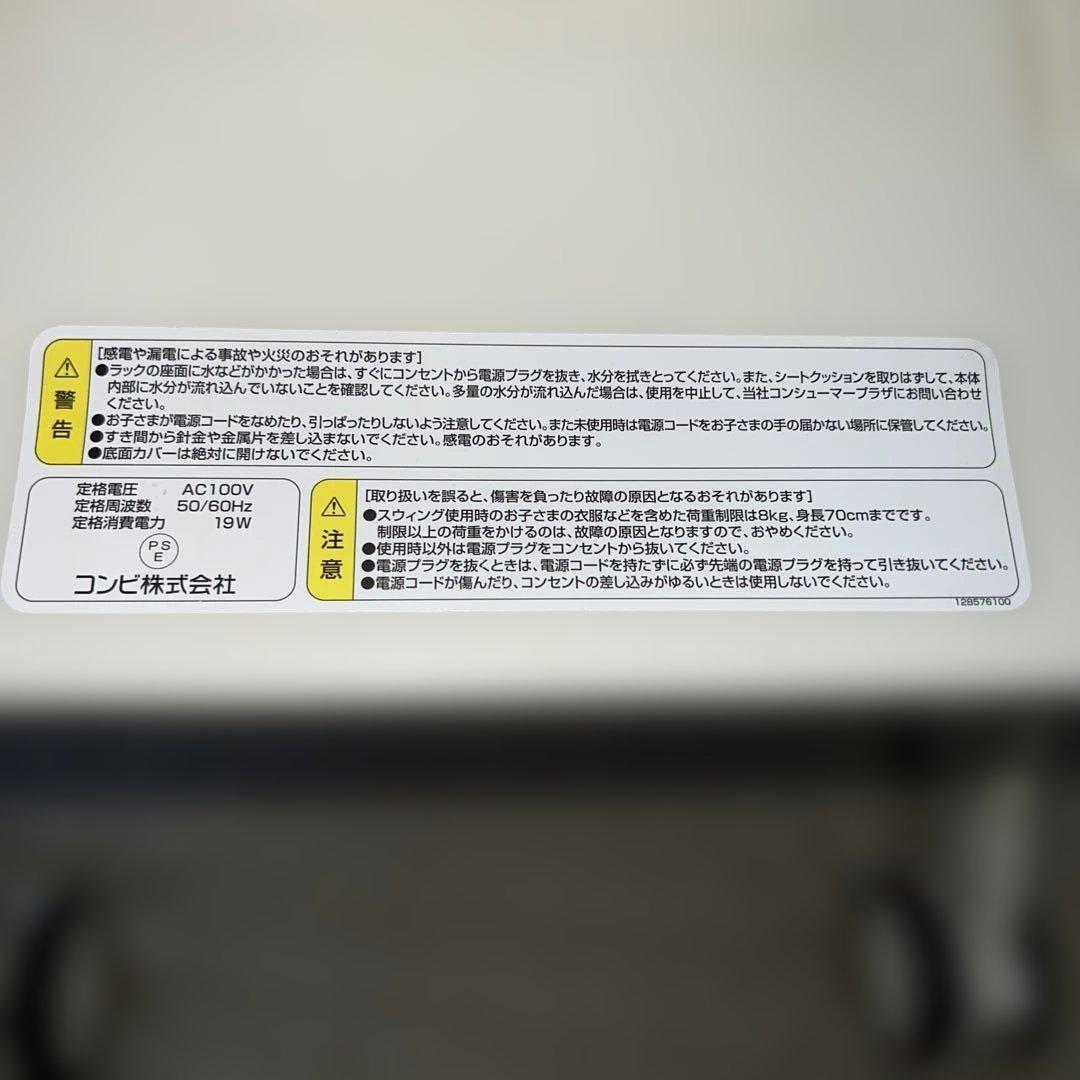 警告
[感電や漏電による事故や火災のおそれがあります]
●ラックの座面に水などがかかった場合は、すぐにコンセントから電源プラグを抜き、水分を拭きとってください。また、シートクッションを取りはずして、本体
内部に水分が流れ込んでいないことを確認してください。多量の水分が流れ込んだ場合は、使用を中止して、当社コンシューマープラザにお問い合わせ
ください。
●お子さまが電源コードをなめたり、引っぱったりしないよう注意してください。また未使用時は電源コードをお子さまの手の届かない場所に保管してください。
●すき間から針金や金属片を差し込まないでください。感電のおそれがあります。
●底面カバーは絶対に開けないでください。
定格電圧 AC100V
定格周波数 50/60Hz
定格消費電力 19W
PS
E
コンビ株式会社
注意
[取り扱いを誤ると、傷害を負ったり故障の原因となるおそれがあります]
●スウィング使用時のお子さまの衣服などを含めた荷重制限は8kg、身長70cmまでです。
制限以上の荷重をかけるのは、故障の原因となりますので、おやめください。
●使用時以外は電源プラグをコンセントから抜いてください。
●電源プラグを抜くときは、電源コードを持たずに必ず先端の電源プラグを持って引き抜いてください。
●電源コードが傷んだり、コンセントの差し込みがゆるいときは使用しないでください。
128576100